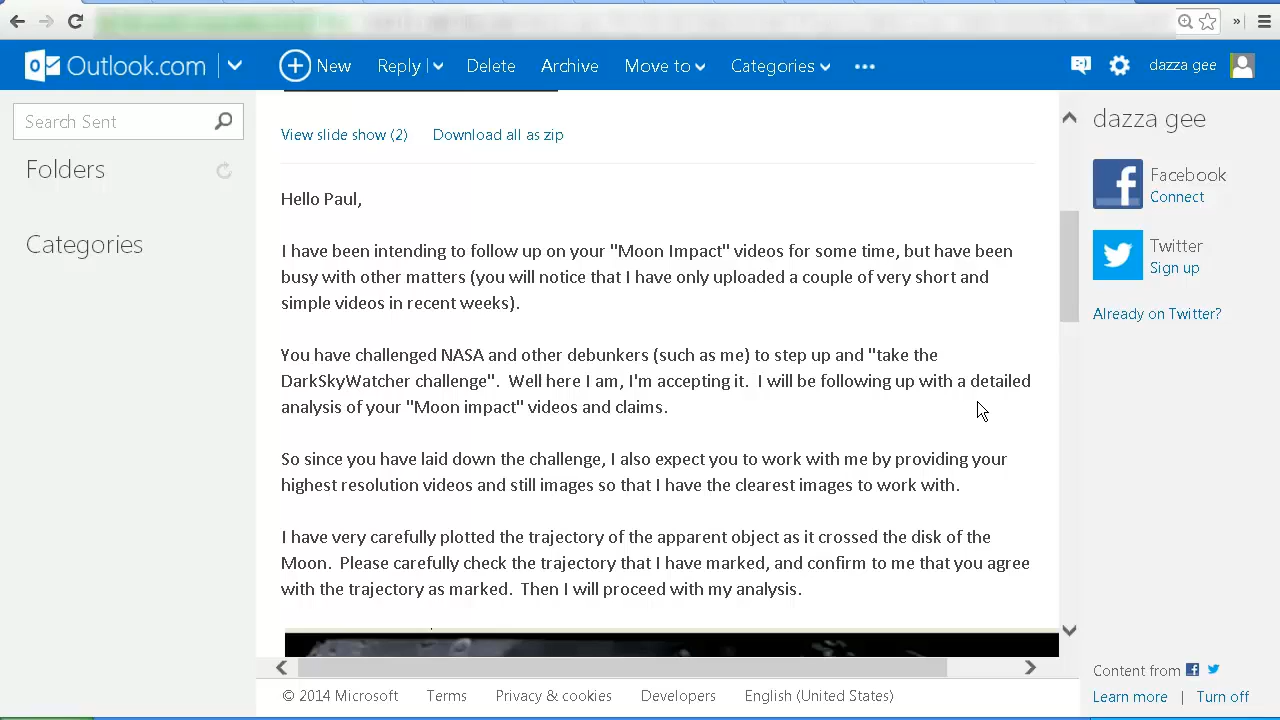 Outlook.com
New
Reply
Delete
Archive
Move to
Categories
dazza gee
Search Sent
Folders
Categories
View slide show (2)
Download all as zip
Hello Paul,
I have been intending to follow up on your "Moon Impact" videos for some time, but have been
busy with other matters (you will notice that I have only uploaded a couple of very short and
simple videos in recent weeks).
You have challenged NASA and other debunkers (such as me) to step up and "take the
DarkSkyWatcher challenge". Well here I am, I'm accepting it. I will be following up with a detailed
analysis of your "Moon impact" videos and claims.
So since you have laid down the challenge, I also expect you to work with me by providing your
highest resolution videos and still images so that I have the clearest images to work with.
I have very carefully plotted the trajectory of the apparent object as it crossed the disk of the
Moon. Please carefully check the trajectory that I have marked, and confirm to me that you agree
with the trajectory as marked. Then I will proceed with my analysis.
dazza gee
Facebook
Connect
Twitter
Sign up
Already on Twitter?
Content from
Learn more | Turn off
© 2014 Microsoft
Terms
Privacy & cookies
Developers
English (United States)